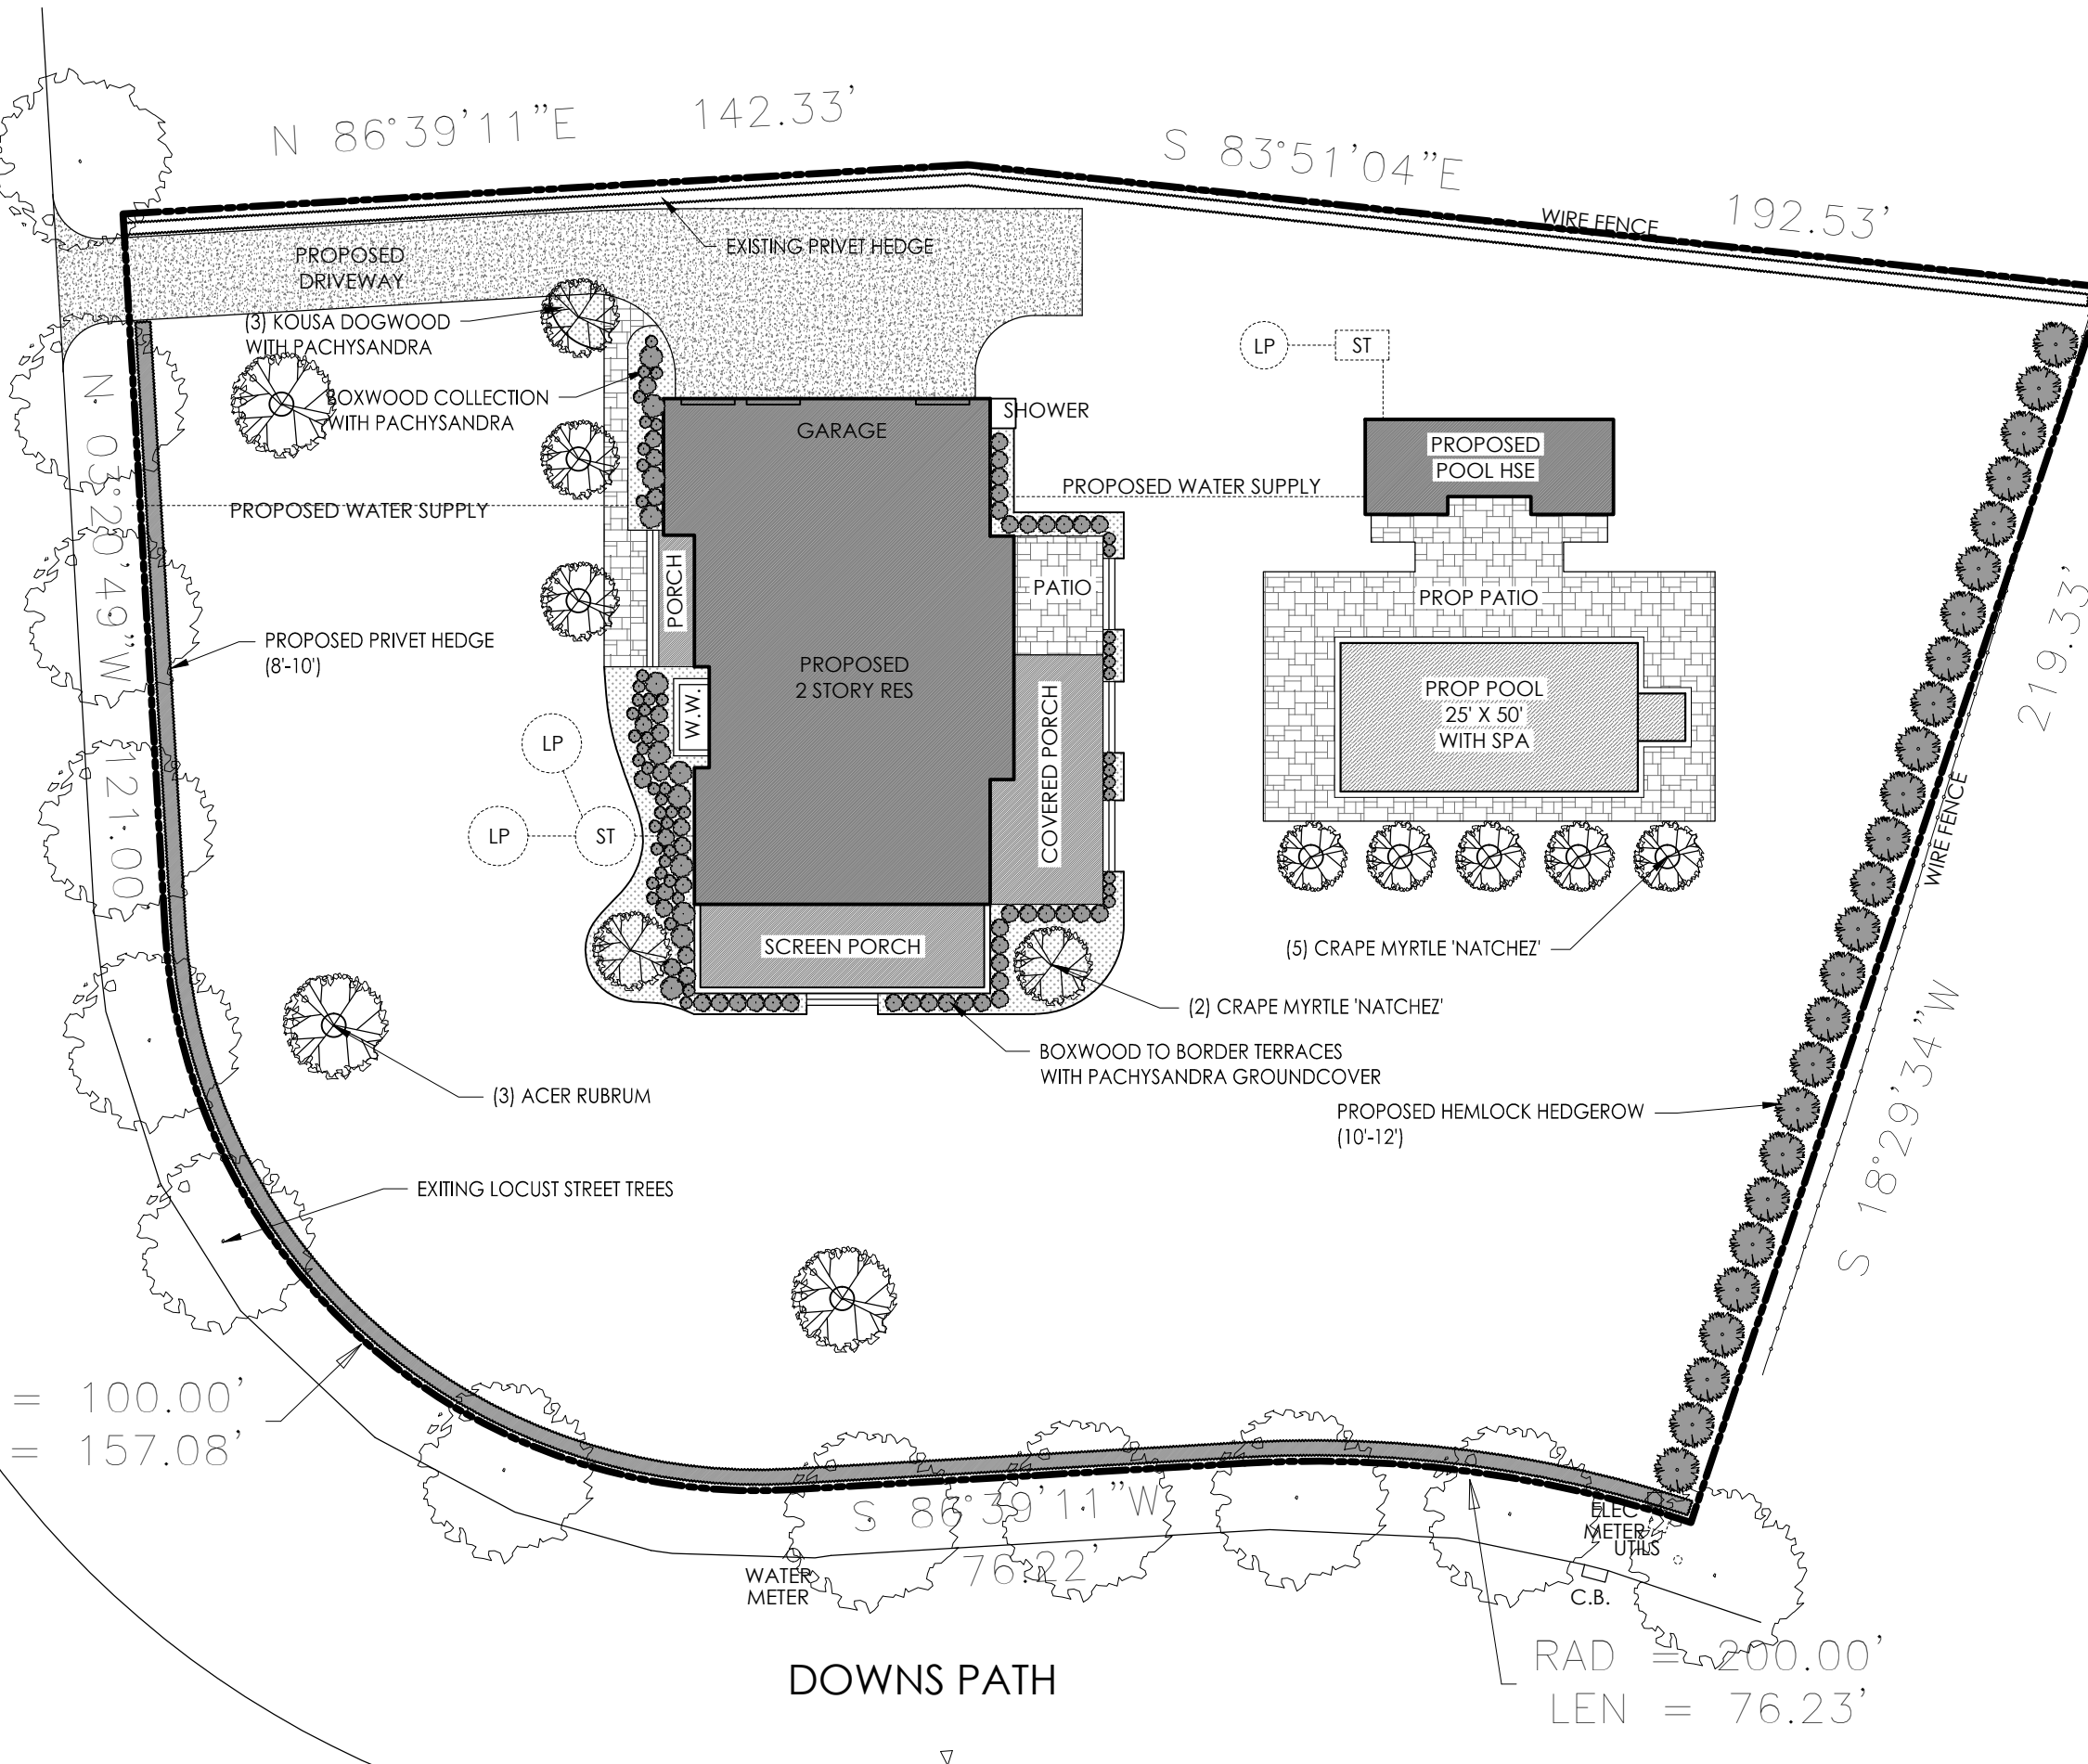 N 86°39'11"E 142.33'
S 83°51'04"E 192.53'
WIRE FENCE
EXISTING PRIVET HEDGE
PROPOSED
DRIVEWAY
(3) KOUSA DOGWOOD
WITH PACHYSANDRA
BOXWOOD COLLECTION
WITH PACHYSANDRA
GARAGE
SHOWER
LP
ST
PROPOSED
POOL HSE
PROPOSED WATER SUPPLY
PROPOSED WATER SUPPLY
N 03°20'49"W 121.00
PORCH
PATIO
PROP PATIO
PROPOSED PRIVET HEDGE
(8'-10')
PROPOSED
2 STORY RES
W.W.
COVERED PORCH
PROP POOL
25' X 50'
WITH SPA
LP
LP
ST
219.33'
WIRE FENCE
S 18°29'34"W
SCREEN PORCH
(5) CRAPE MYRTLE 'NATCHEZ'
(2) CRAPE MYRTLE 'NATCHEZ'
BOXWOOD TO BORDER TERRACES
WITH PACHYSANDRA GROUNDCOVER
(3) ACER RUBRUM
PROPOSED HEMLOCK HEDGEROW
(10'-12')
EXITING LOCUST STREET TREES
= 100.00'
= 157.08'
S 86°39'11"W
76.22'
WATER
METER
ELEC
METER
UTILS
C.B.
RAD = 200.00'
LEN = 76.23'
DOWNS PATH